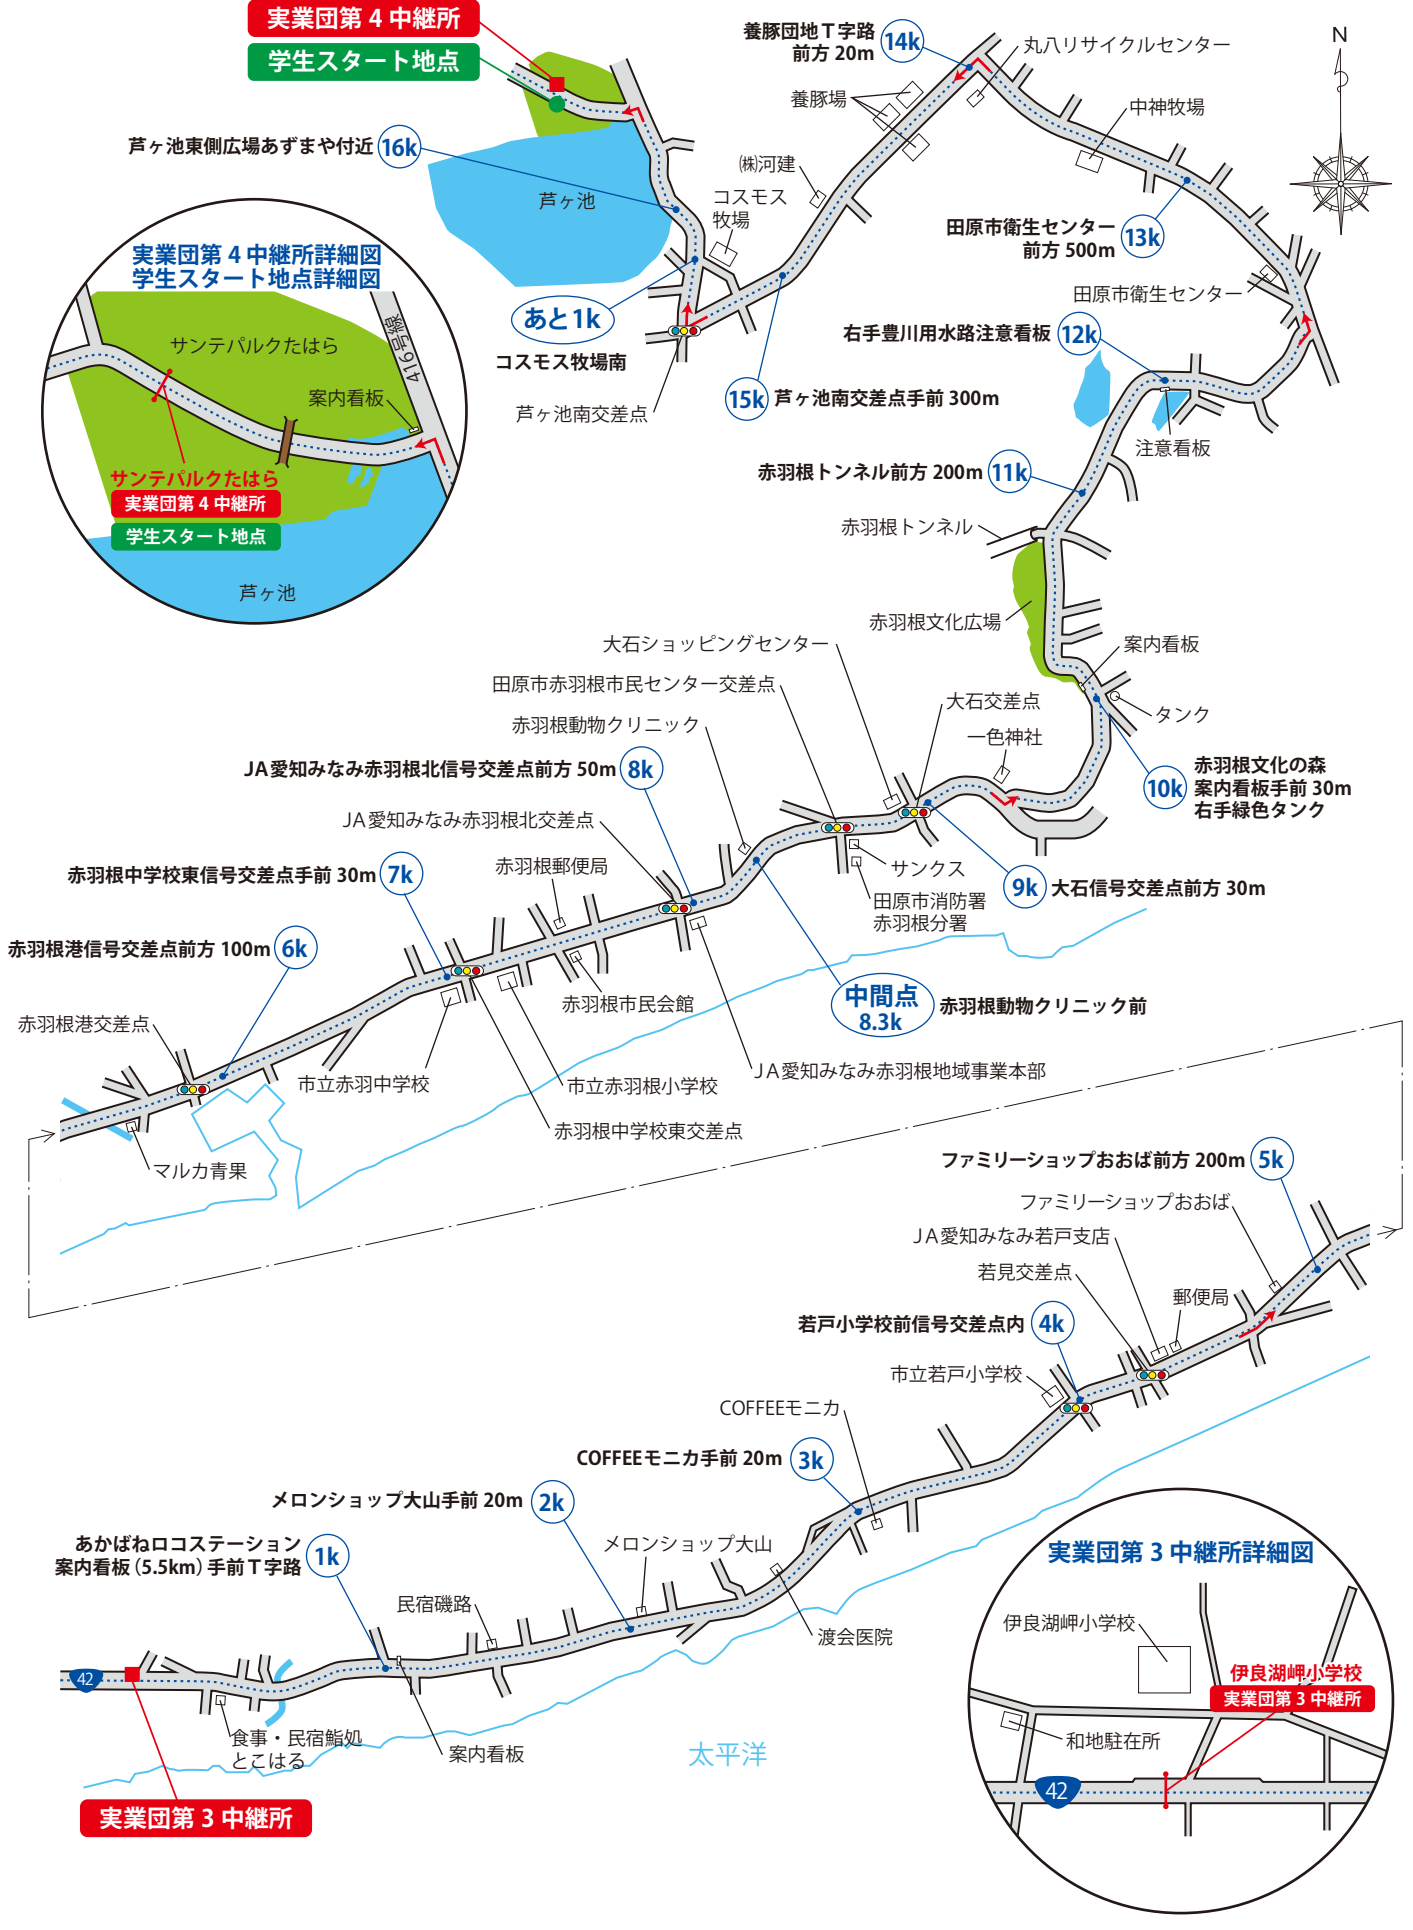 実業団第4中継所
学生スタート地点
養豚団地T字路
前方 20m
14k
丸八リサイクルセンター
N
養豚場
中神牧場
芦ヶ池東側広場あずまや付近
16k
㈱河建
芦ヶ池
コスモス
牧場
田原市衛生センター
前方 500m
13k
実業団第4中継所詳細図
学生スタート地点詳細図
サンテパルクたはら
416号線
案内看板
サンテパルクたはら
実業団第4中継所
学生スタート地点
芦ヶ池
田原市衛生センター
あと1k
コスモス牧場南
右手豊川用水路注意看板
12k
15k
芦ヶ池南交差点手前 300m
芦ヶ池南交差点
注意看板
赤羽根トンネル前方 200m
11k
赤羽根トンネル
赤羽根文化広場
大石ショッピングセンター
案内看板
田原市赤羽根市民センター交差点
大石交差点
タンク
赤羽根動物クリニック
一色神社
JA愛知みなみ赤羽根北信号交差点前方 50m
8k
10k
赤羽根文化の森
案内看板手前 30m
右手緑色タンク
JA愛知みなみ赤羽根北交差点
赤羽根中学校東信号交差点手前 30m
7k
赤羽根郵便局
サンクス
9k
大石信号交差点前方 30m
田原市消防署
赤羽根分署
赤羽根港信号交差点前方 100m
6k
赤羽根市民会館
中間点
8.3k
赤羽根動物クリニック前
赤羽根港交差点
市立赤羽中学校
市立赤羽根小学校
JA愛知みなみ赤羽根地域事業本部
赤羽根中学校東交差点
マルカ青果
ファミリーショップおおば前方 200m
5k
ファミリーショップおおば
JA愛知みなみ若戸支店
若見交差点
郵便局
若戸小学校前信号交差点内
4k
市立若戸小学校
COFFEEモニカ
COFFEEモニカ手前 20m
3k
メロンショップ大山手前 20m
2k
あかばねロコステーション
案内看板(5.5km)手前T字路
1k
メロンショップ大山
民宿磯路
渡会医院
42
食事・民宿鮨処
とこはる
案内看板
太平洋
実業団第3中継所
実業団第3中継所詳細図
伊良湖岬小学校
伊良湖岬小学校
実業団第3中継所
和地駐在所
42